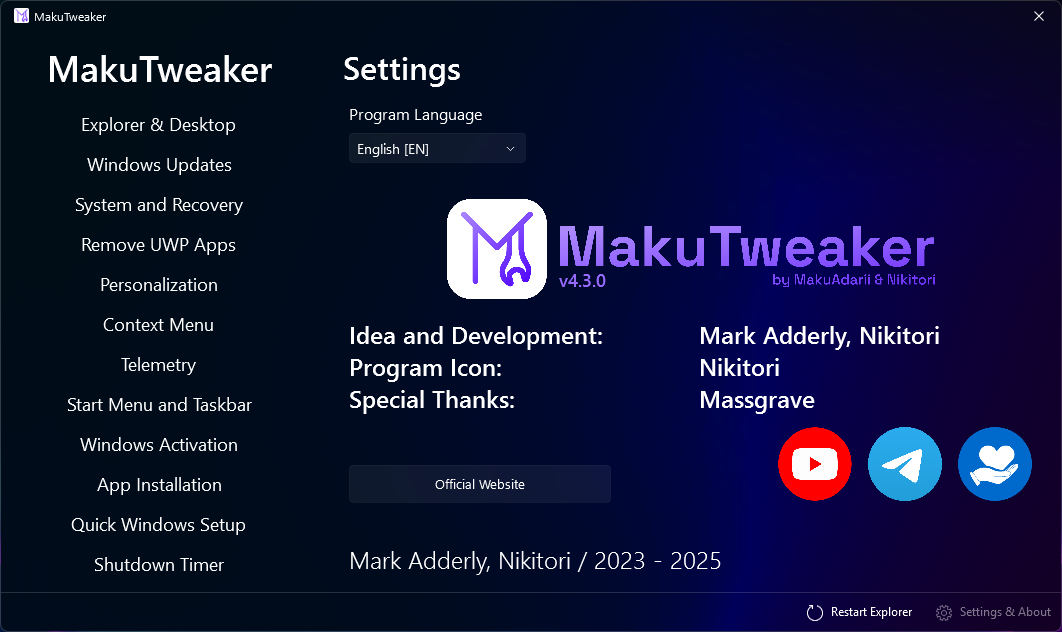 MakuTweaker
MakuTweaker
Explorer & Desktop
Windows Updates
System and Recovery
Remove UWP Apps
Personalization
Context Menu
Telemetry
Start Menu and Taskbar
Windows Activation
App Installation
Quick Windows Setup
Shutdown Timer
Settings
Program Language
English [EN]
MakuTweaker
v4.3.0
by MakuAdarii & Nikitori
Idea and Development: Mark Adderly, Nikitori
Program Icon: Nikitori
Special Thanks: Massgrave
Official Website
Mark Adderly, Nikitori / 2023 - 2025
Restart Explorer
Settings & About